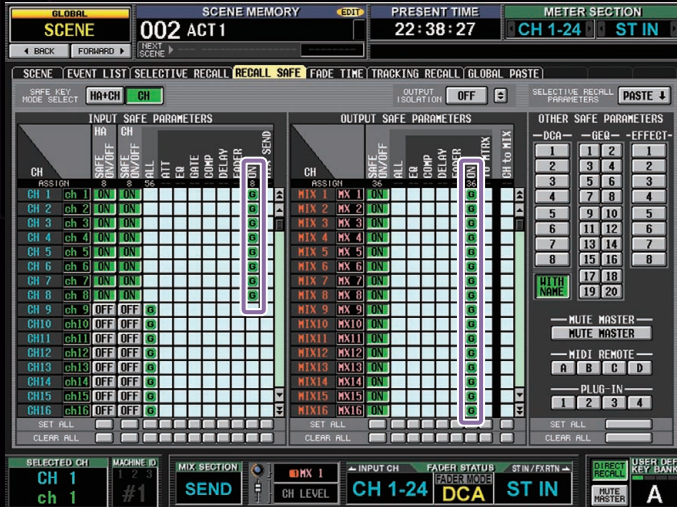 GLOBAL
SCENE
BACK FORWARD
SCENE MEMORY EDIT
002 ACT1
NEXT SCENE
PRESENT TIME
22:38:27
METER SECTION
CH 1-24 ST IN
SCENE EVENT LIST SELECTIVE RECALL RECALL SAFE FADE TIME TRACKING RECALL GLOBAL PASTE
SAFE KEY MODE SELECT HA+CH CH
OUTPUT ISOLATION OFF
SELECTIVE RECALL PARAMETERS PASTE
INPUT SAFE PARAMETERS
HA CH
CH SAFE ON/OFF SAFE ON/OFF ALL ATT EQ GATE COMP DELAY FADER ON MIX SEND
ASSIGN 8 8 56 -- -- -- -- -- -- 8 --
CH 1 ch 1 ON ON G
CH 2 ch 2 ON ON G
CH 3 ch 3 ON ON G
CH 4 ch 4 ON ON G
CH 5 ch 5 ON ON G
CH 6 ch 6 ON ON G
CH 7 ch 7 ON ON G
CH 8 ch 8 ON ON G
CH 9 ch 9 OFF OFF G
CH10 ch10 OFF OFF G
CH11 ch11 OFF OFF G
CH12 ch12 OFF OFF G
CH13 ch13 OFF OFF G
CH14 ch14 OFF OFF G
CH15 ch15 OFF OFF G
CH16 ch16 OFF OFF G
SET ALL
CLEAR ALL
OUTPUT SAFE PARAMETERS
CH SAFE ON/OFF ALL EQ COMP DELAY FADER ON TO MTRX CH to MIX
ASSIGN 36 -- -- -- -- -- 36 -- --
MIX 1 MX 1 ON G
MIX 2 MX 2 ON G
MIX 3 MX 3 ON G
MIX 4 MX 4 ON G
MIX 5 MX 5 ON G
MIX 6 MX 6 ON G
MIX 7 MX 7 ON G
MIX 8 MX 8 ON G
MIX 9 MX 9 ON G
MIX10 MX10 ON G
MIX11 MX11 ON G
MIX12 MX12 ON G
MIX13 MX13 ON G
MIX14 MX14 ON G
MIX15 MX15 ON G
MIX16 MX16 ON G
SET ALL
CLEAR ALL
OTHER SAFE PARAMETERS
DCA GEQ EFFECT
1 1 2 1
2 3 4 2
3 5 6 3
4 7 8 4
5 9 10 5
6 11 12 6
7 13 14 7
8 15 16 8
WITH NAME 17 18
19 20
MUTE MASTER
MUTE MASTER
MIDI REMOTE
A B C D
PLUG-IN
1 2 3 4
SET ALL
CLEAR ALL
SELECTED CH
CH 1
ch 1
MACHINE ID
1 2 3
#1
MIX SECTION
SEND
MX 1
CH LEVEL
INPUT CH FADER STATUS ST IN/FXRTN
CH 1-24 FADER MODE DCA ST IN
DIRECT RECALL
MUTE MASTER
USER DEF
KEY BANK
A